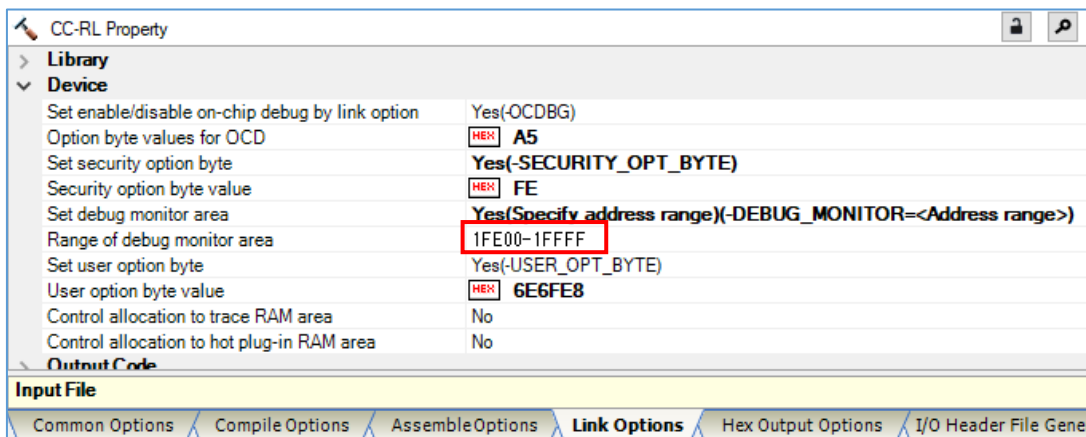 CC-RL Property
Library
Device
Set enable/disable on-chip debug by link option Yes(-OCDBG)
Option byte values for OCD HEX A5
Set security option byte Yes(-SECURITY_OPT_BYTE)
Security option byte value HEX FE
Set debug monitor area Yes(Specify address range)(-DEBUG_MONITOR=<Address range>)
Range of debug monitor area 1FE00-1FFFF
Set user option byte Yes(-USER_OPT_BYTE)
User option byte value HEX 6E6FE8
Control allocation to trace RAM area No
Control allocation to hot plug-in RAM area No
Output Code
Input File
Common Options Compile Options Assemble Options Link Options Hex Output Options I/O Header File Gene